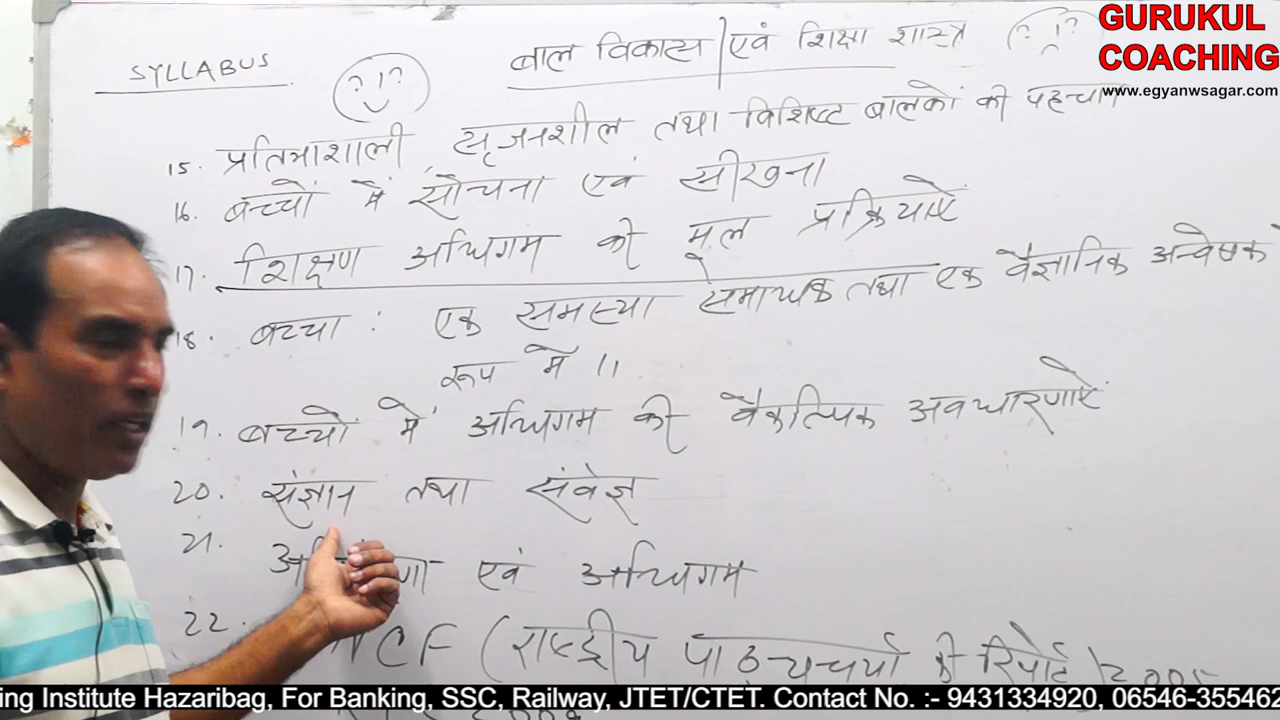 GURUKUL
COACHING
www.egyanwsagar.com
SYLLABUS
?!?
बाल विकास एवं शिक्षा शास्त्र
?!?
15. प्रतिभाशाली, सृजनशील तथा विशिष्ट बालकों की पहचान
16. बच्चों में सोचना एवं सीखना
17. शिक्षण अधिगम की मूल प्रक्रियाएँ
18. बच्चा : एक समस्या समाधक तथा एक वैज्ञानिक अन्वेषक के
रूप में ।।
19. बच्चों में अधिगम की वैकल्पिक अवधारणाएँ
20. संज्ञान तथा संवेज्ञ
21. एवं अधिगम
22. NCF (राष्ट्रीय पाठ्यचर्या की रिपोर्ट) 2005
ing Institute Hazaribag, For Banking, SSC, Railway, JTET/CTET. Contact No. :- 9431334920, 06546-355462